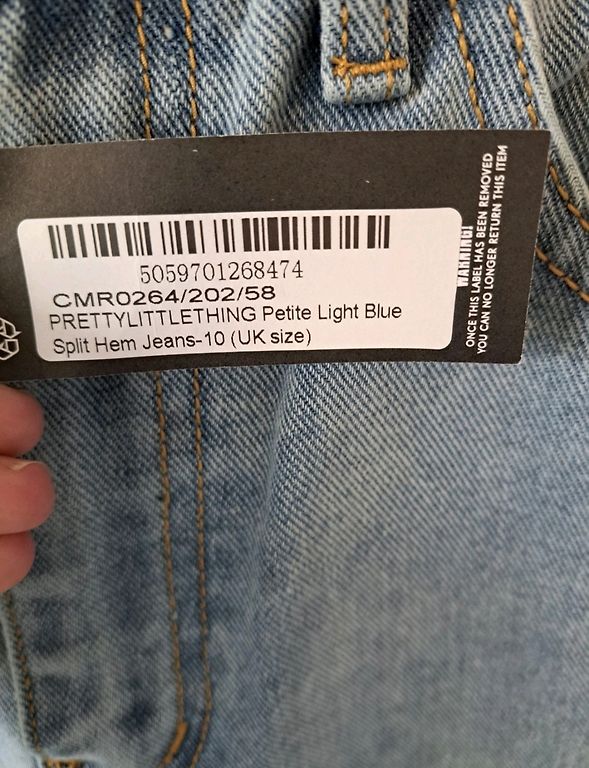 5059701268474
CMR0264/202/58
PRETTYLITTLETHING Petite Light Blue
Split Hem Jeans-10 (UK size)
WARNING!
ONCE THIS LABEL HAS BEEN REMOVED
YOU CAN NO LONGER RETURN THIS ITEM